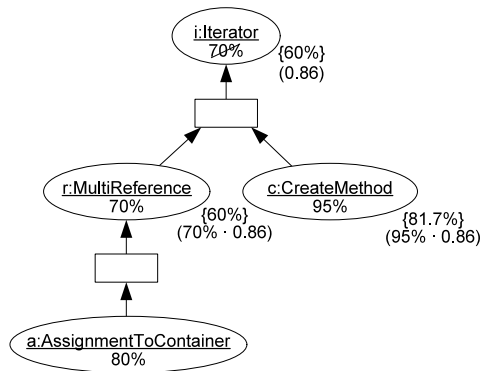 i:Iterator
70%
{60%}
(0.86)
r:MultiReference
70%
{60%}
(70% · 0.86)
c:CreateMethod
95%
{81.7%}
(95% · 0.86)
a:AssignmentToContainer
80%